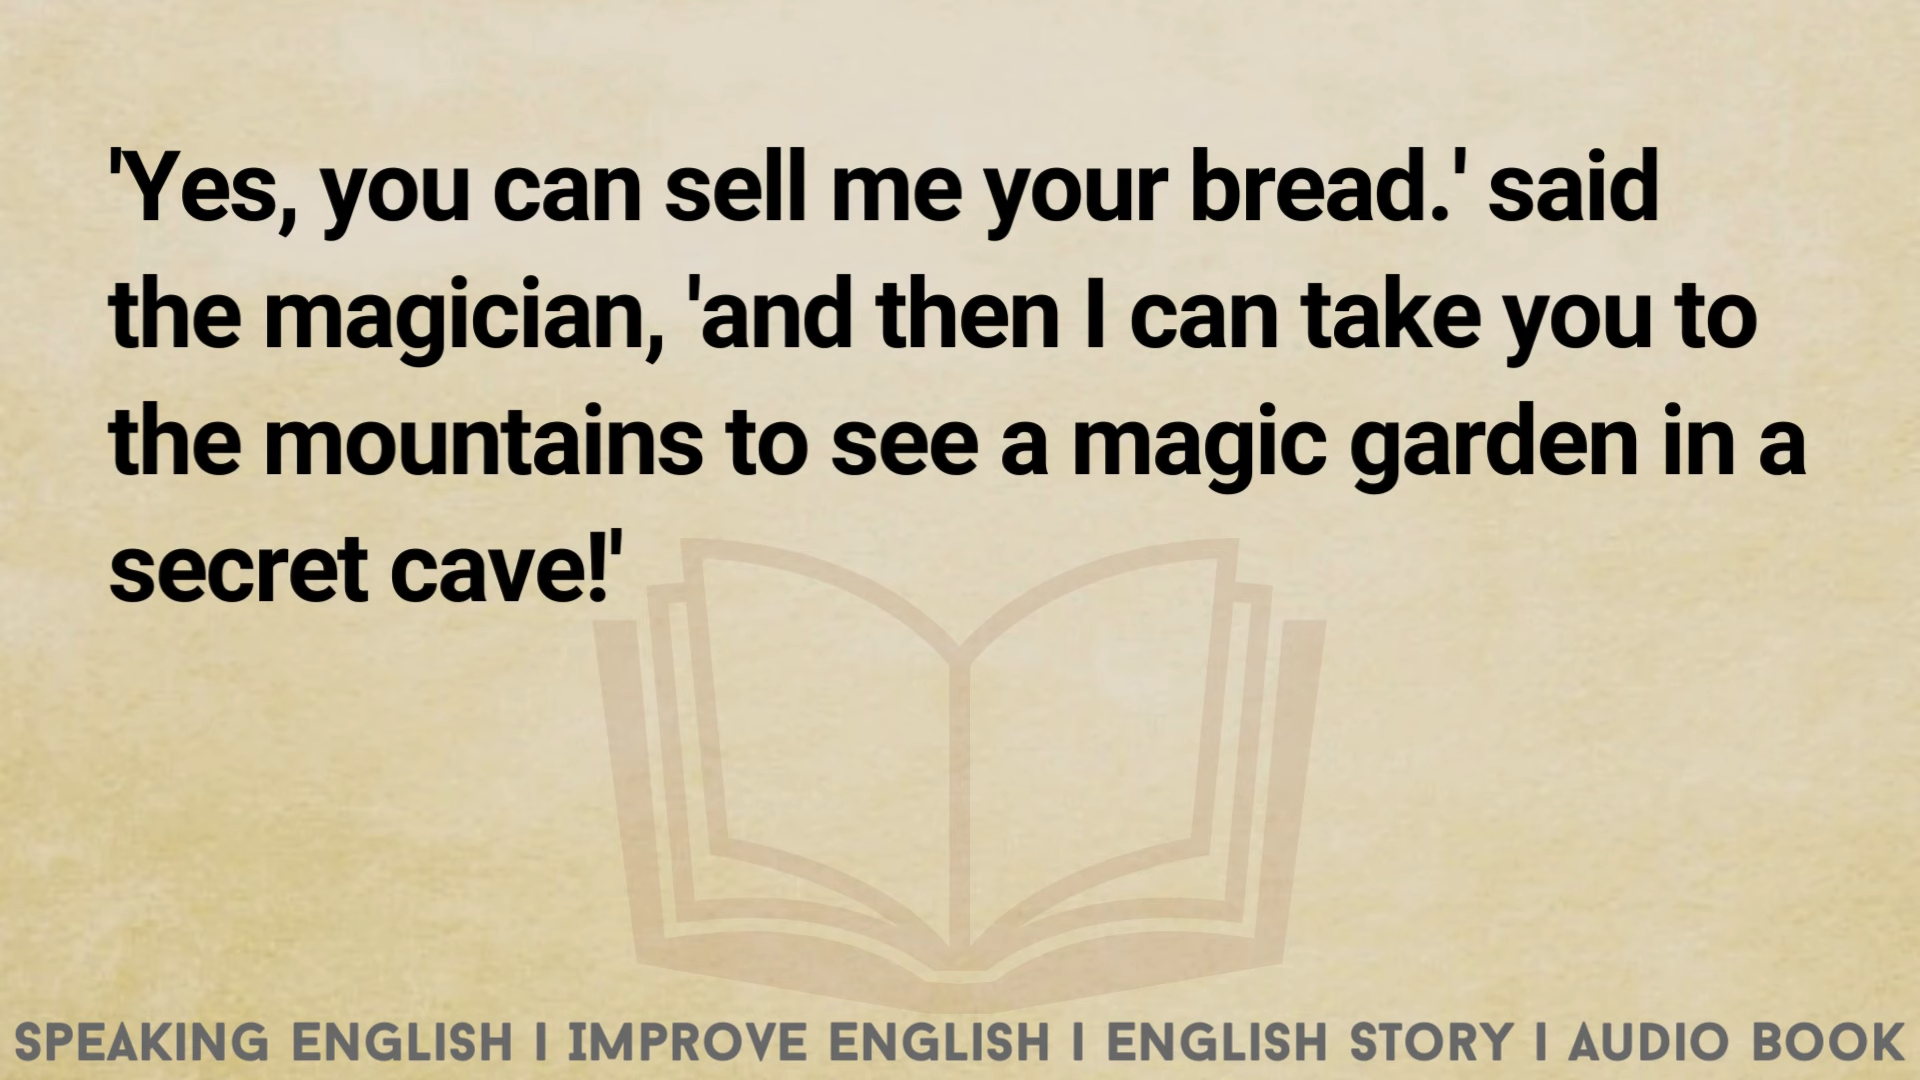 'Yes, you can sell me your bread.' said
the magician, 'and then I can take you to
the mountains to see a magic garden in a
secret cave!'
SPEAKING ENGLISH I IMPROVE ENGLISH I ENGLISH STORY I AUDIO BOOK